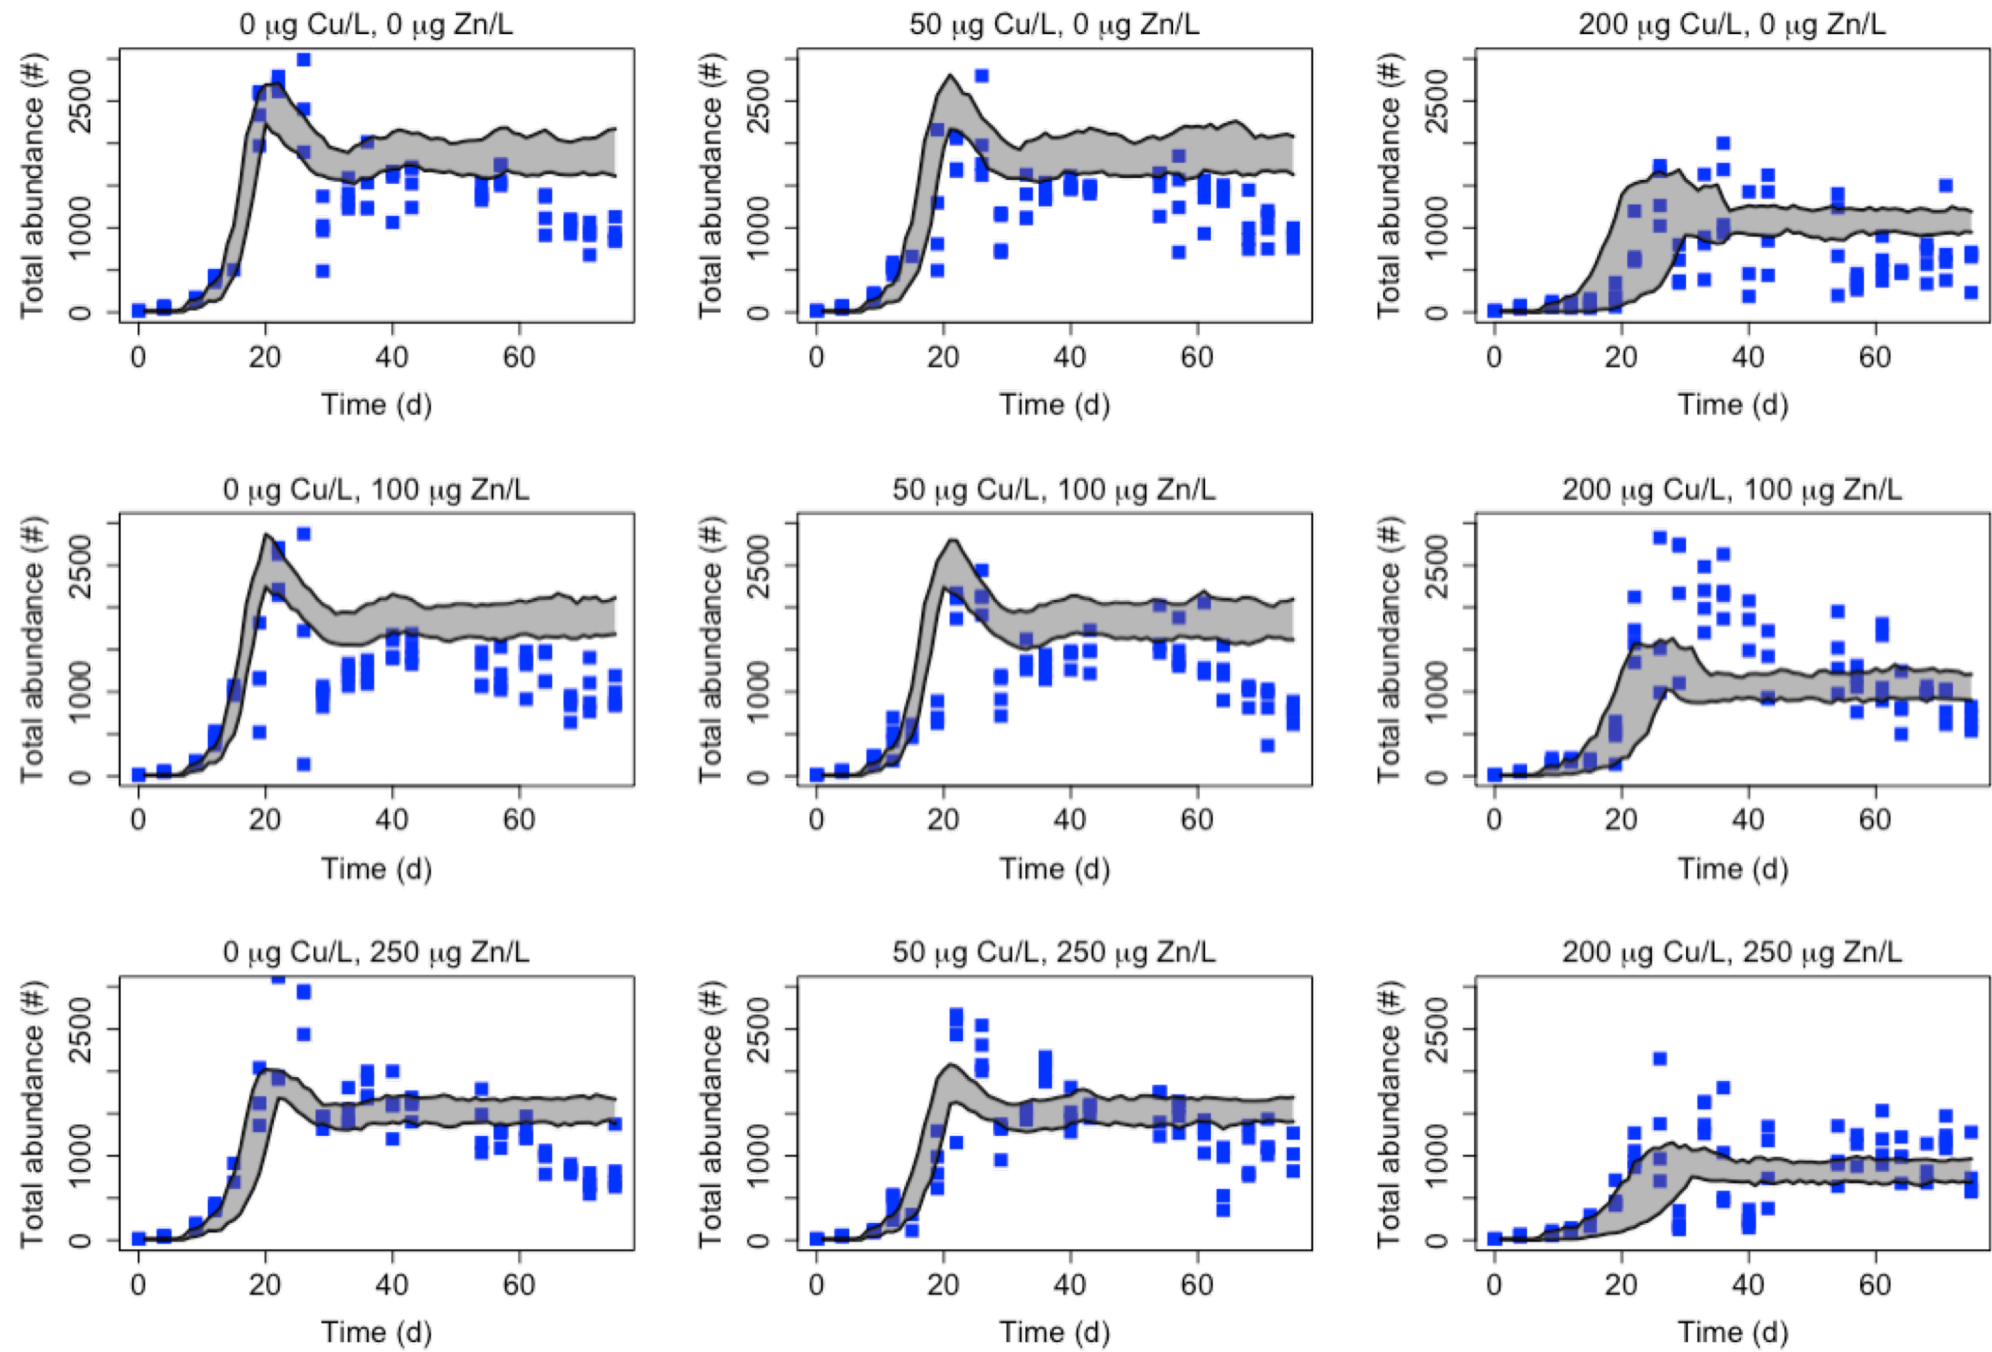 0 μg Cu/L, 0 μg Zn/L
Total abundance (#)
2500
1000
0
0 20 40 60
Time (d)
50 μg Cu/L, 0 μg Zn/L
Total abundance (#)
2500
1000
0
0 20 40 60
Time (d)
200 μg Cu/L, 0 μg Zn/L
Total abundance (#)
2500
1000
0
0 20 40 60
Time (d)
0 μg Cu/L, 100 μg Zn/L
Total abundance (#)
2500
1000
0
0 20 40 60
Time (d)
50 μg Cu/L, 100 μg Zn/L
Total abundance (#)
2500
1000
0
0 20 40 60
Time (d)
200 μg Cu/L, 100 μg Zn/L
Total abundance (#)
2500
1000
0
0 20 40 60
Time (d)
0 μg Cu/L, 250 μg Zn/L
Total abundance (#)
2500
1000
0
0 20 40 60
Time (d)
50 μg Cu/L, 250 μg Zn/L
Total abundance (#)
2500
1000
0
0 20 40 60
Time (d)
200 μg Cu/L, 250 μg Zn/L
Total abundance (#)
2500
1000
0
0 20 40 60
Time (d)